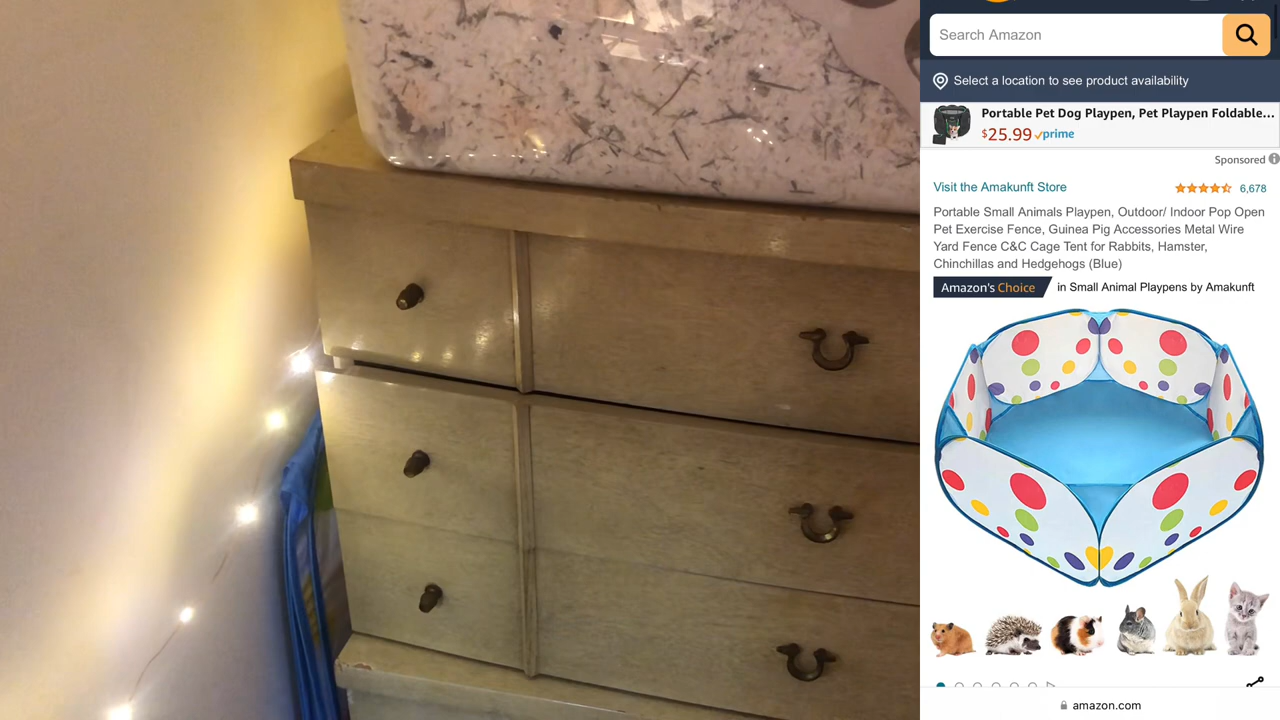 Search Amazon
Select a location to see product availability
Portable Pet Dog Playpen, Pet Playpen Foldable...
$25.99 prime
Sponsored
Visit the Amakunft Store 6,678
Portable Small Animals Playpen, Outdoor/ Indoor Pop Open
Pet Exercise Fence, Guinea Pig Accessories Metal Wire
Yard Fence C&C Cage Tent for Rabbits, Hamster,
Chinchillas and Hedgehogs (Blue)
Amazon's Choice in Small Animal Playpens by Amakunft
amazon.com